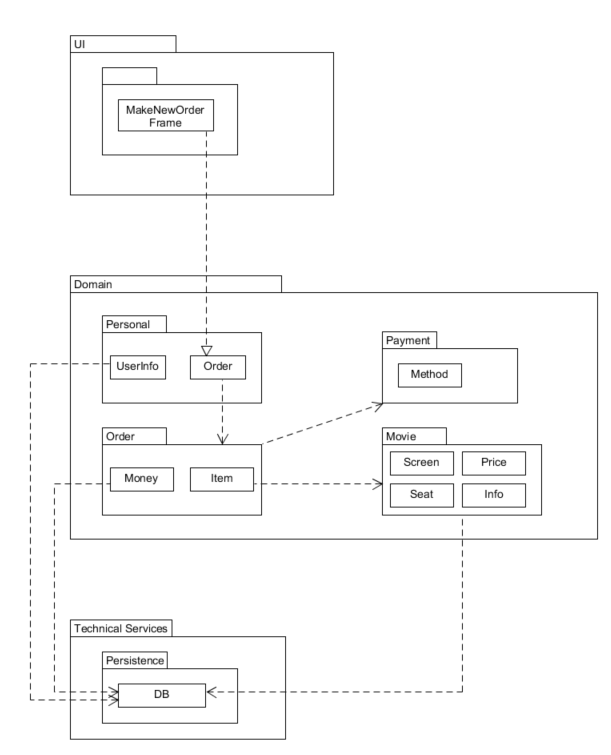 UI
MakeNewOrder
Frame
Domain
Personal
UserInfo
Order
Payment
Method
Order
Money
Item
Movie
Screen
Price
Seat
Info
Technical Services
Persistence
DB